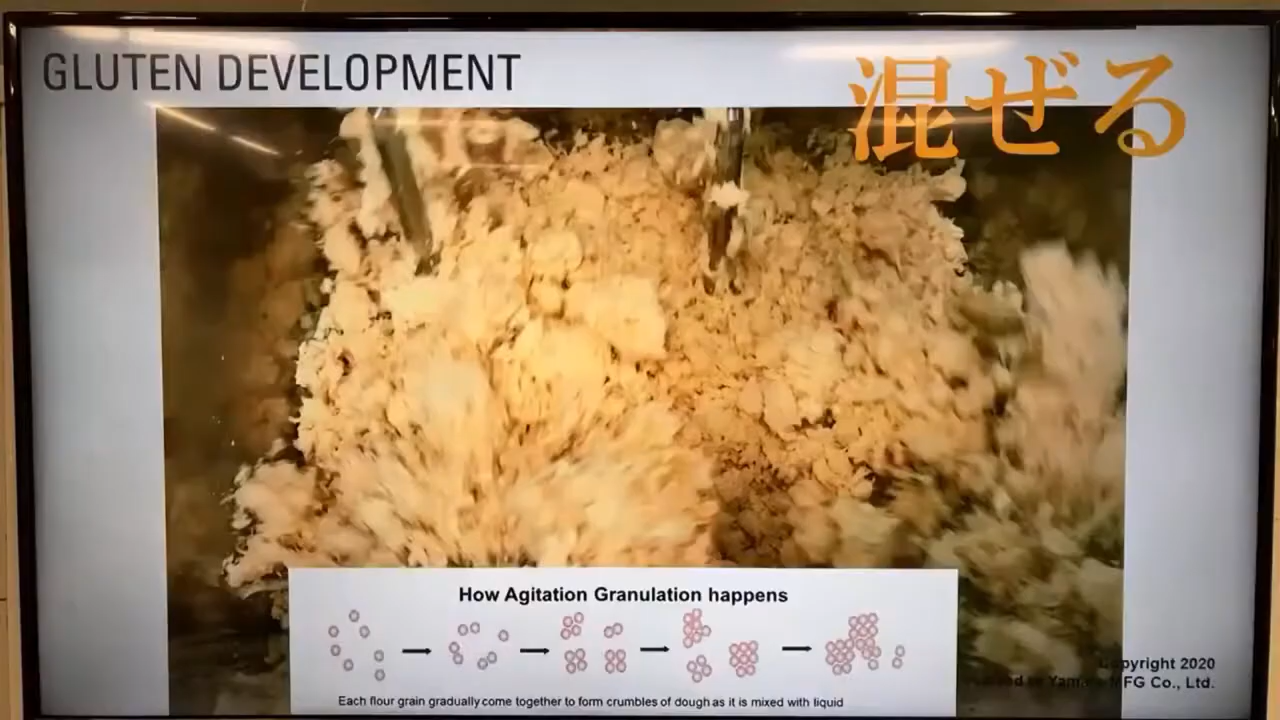 GLUTEN DEVELOPMENT
混ぜる
How Agitation Granulation happens
Each flour grain gradually come together to form crumbles of dough as it is mixed with liquid
Copyright 2020
MFG Co., Ltd.